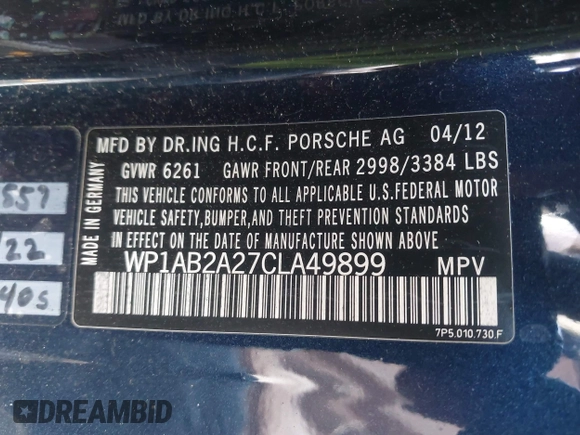 MFD BY DR.ING H.C.F. PORSCHE AG 04/12
GVWR 6261 GAWR FRONT/REAR 2998/3384 LBS
THIS VEHICLE CONFORMS TO ALL APPLICABLE U.S.FEDERAL MOTOR
VEHICLE SAFETY,BUMPER,AND THEFT PREVENTION STANDARDS
IN EFFECT ON THE DATE OF MANUFACTURE SHOWN ABOVE.
WP1AB2A27CLA49899 MPV
7P5.010.730.F
MADE IN GERMANY
22
DREAMBID